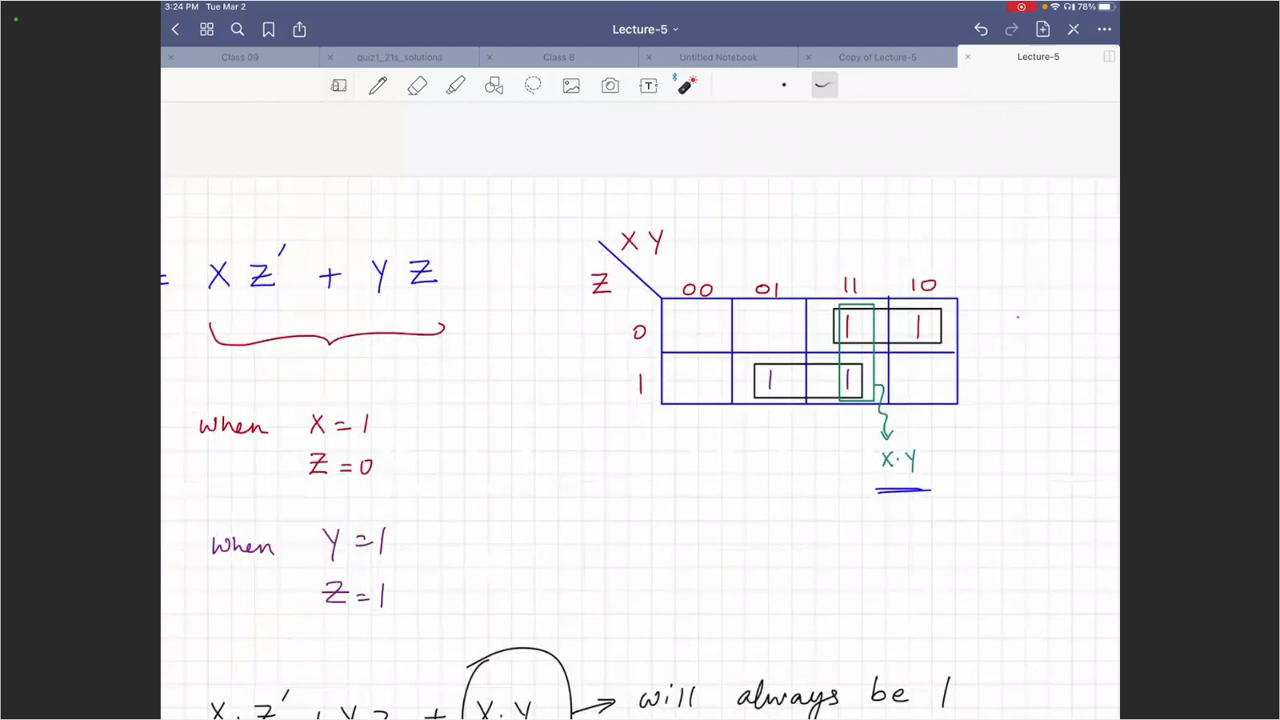 3:24 PM Tue Mar 2
78%
Lecture-5
Class 09
quiz1_21s_solutions
Class 8
Untitled Notebook
Copy of Lecture-5
Lecture-5
= X Z' + Y Z
X Y
Z
00 01 11 10
0 1 1
1 1 1
X·Y
When X = 1
Z = 0
When Y = 1
Z = 1
X·Z' + YZ + X·Y → will always be 1